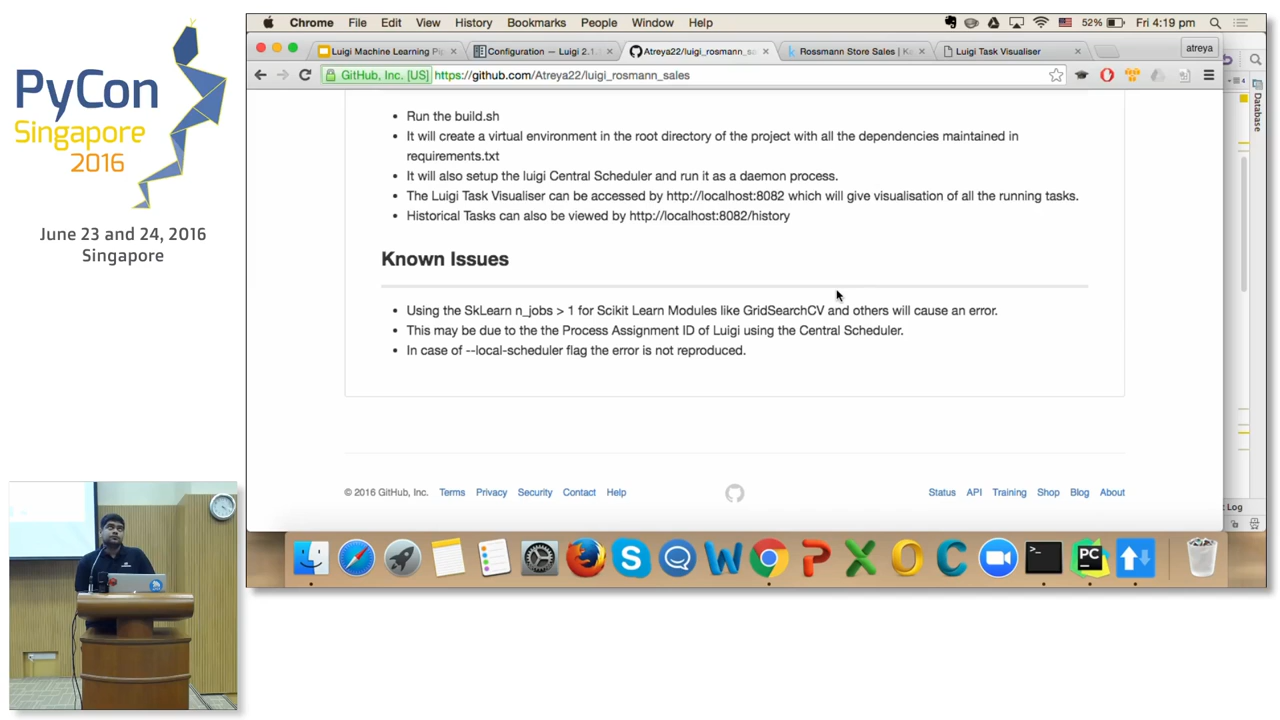 PyCon
Singapore
2016
June 23 and 24, 2016
Singapore
Chrome File Edit View History Bookmarks People Window Help
52% Fri 4:19 pm
Luigi Machine Learning Pi
Configuration — Luigi 2.1.
Atreya22/luigi_rosmann_sa
Rossmann Store Sales | Ka
Luigi Task Visualiser
atreya
GitHub, Inc. [US] https://github.com/Atreya22/luigi_rosmann_sales
Database
• Run the build.sh
• It will create a virtual environment in the root directory of the project with all the dependencies maintained in
requirements.txt
• It will also setup the luigi Central Scheduler and run it as a daemon process.
• The Luigi Task Visualiser can be accessed by http://localhost:8082 which will give visualisation of all the running tasks.
• Historical Tasks can also be viewed by http://localhost:8082/history
Known Issues
• Using the SkLearn n_jobs > 1 for Scikit Learn Modules like GridSearchCV and others will cause an error.
• This may be due to the the Process Assignment ID of Luigi using the Central Scheduler.
• In case of --local-scheduler flag the error is not reproduced.
© 2016 GitHub, Inc. Terms Privacy Security Contact Help
Status API Training Shop Blog About
t Log
PC